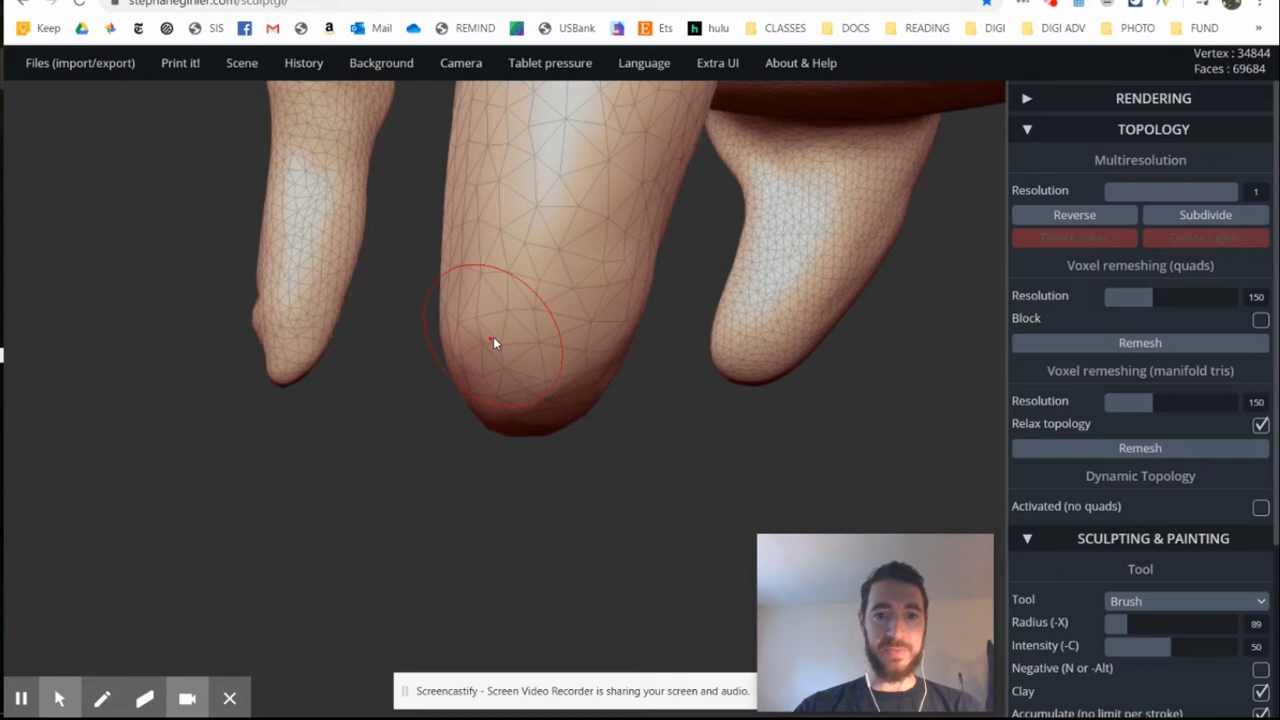 stephaneginier.com/sculptgl/
Keep SIS Mail REMIND USBank Ets hulu CLASSES DOCS READING DIGI DIGI ADV PHOTO FUND »
Files (import/export) Print it! Scene History Background Camera Tablet pressure Language Extra UI About & Help
Vertex : 34844
Faces : 69684
RENDERING
TOPOLOGY
Multiresolution
Resolution 1
Reverse Subdivide
Delete lower Delete higher
Voxel remeshing (quads)
Resolution 150
Block
Remesh
Voxel remeshing (manifold tris)
Resolution 150
Relax topology
Remesh
Dynamic Topology
Activated (no quads)
SCULPTING & PAINTING
Tool
Tool Brush
Radius (-X) 89
Intensity (-C) 50
Negative (N or -Alt)
Clay
Accumulate (no limit per stroke)
Screencastify - Screen Video Recorder is sharing your screen and audio.